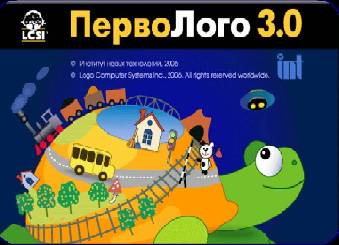 LCSI
ПервоЛого 3.0
© Институт новых технологий, 2006
© Logo Computer Systems Inc., 2006. All rights reserved worldwide.
int